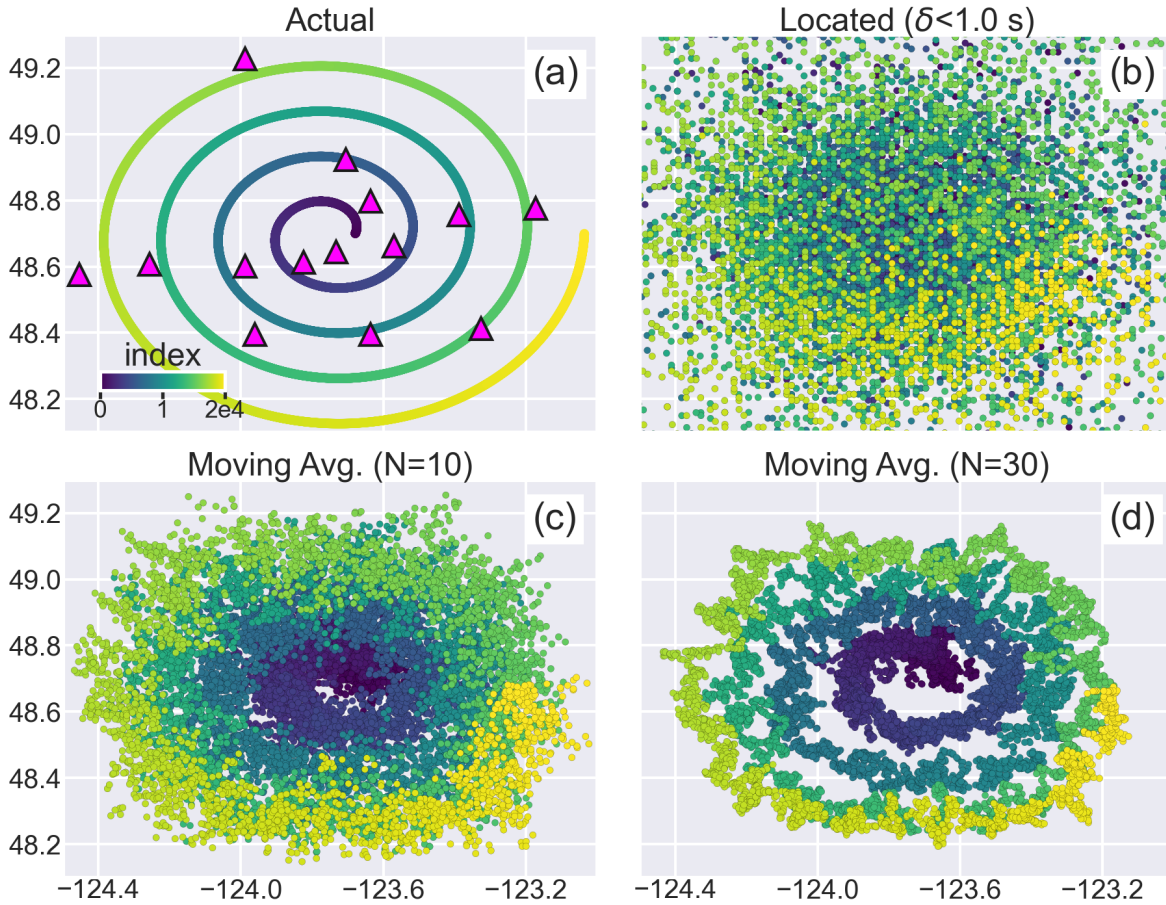 Actual
Located (δ<1.0 s)
(a)
(b)
49.2
49.0
48.8
48.6
48.4
48.2
index
0 1 2e4
Moving Avg. (N=10)
Moving Avg. (N=30)
(c)
(d)
49.2
49.0
48.8
48.6
48.4
48.2
−124.4 −124.0 −123.6 −123.2
−124.4 −124.0 −123.6 −123.2